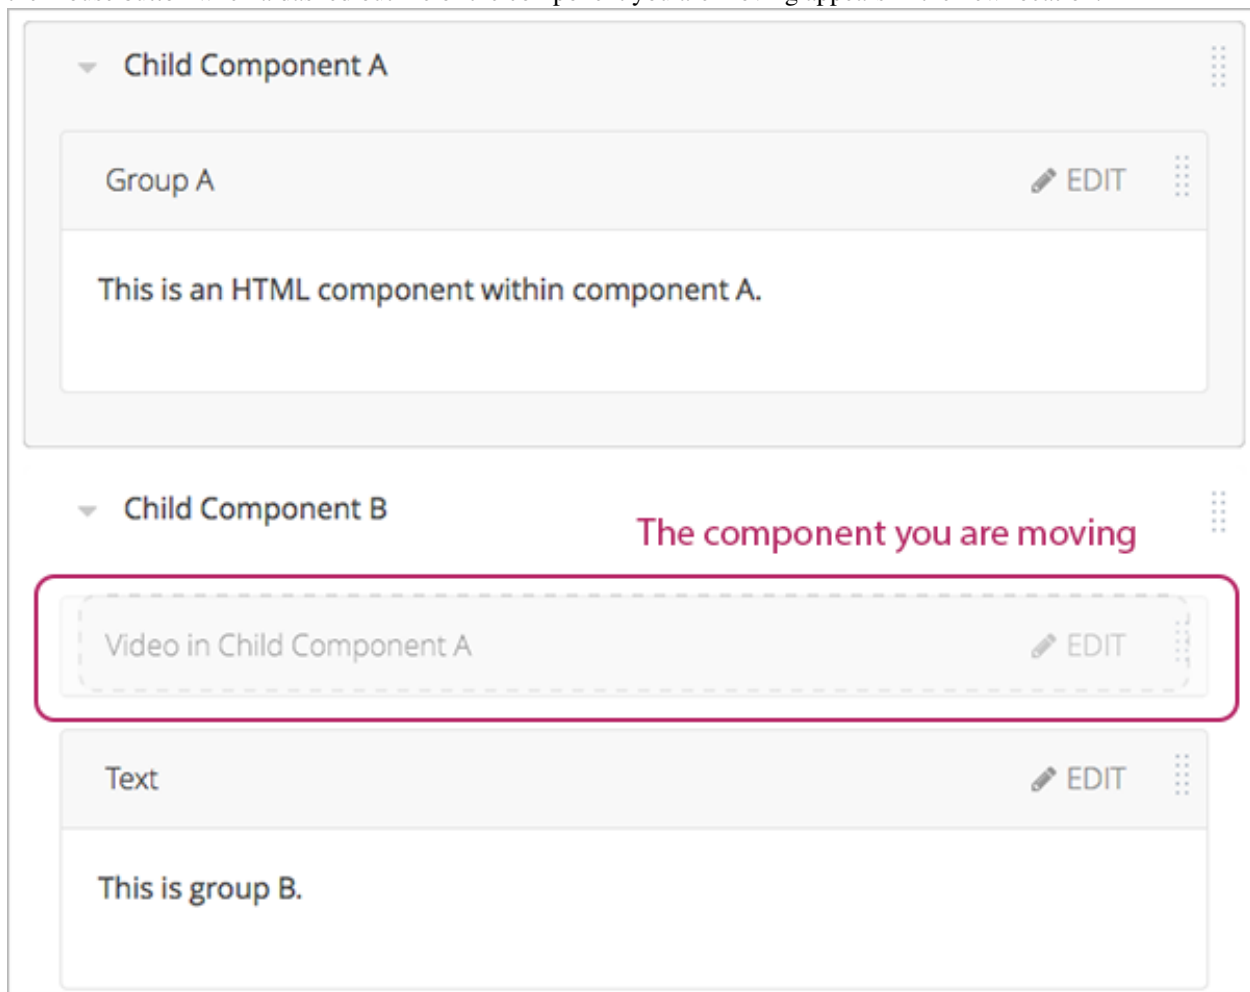 Child Component A
Group A EDIT
This is an HTML component within component A.
Child Component B
The component you are moving
Video in Child Component A EDIT
Text EDIT
This is group B.